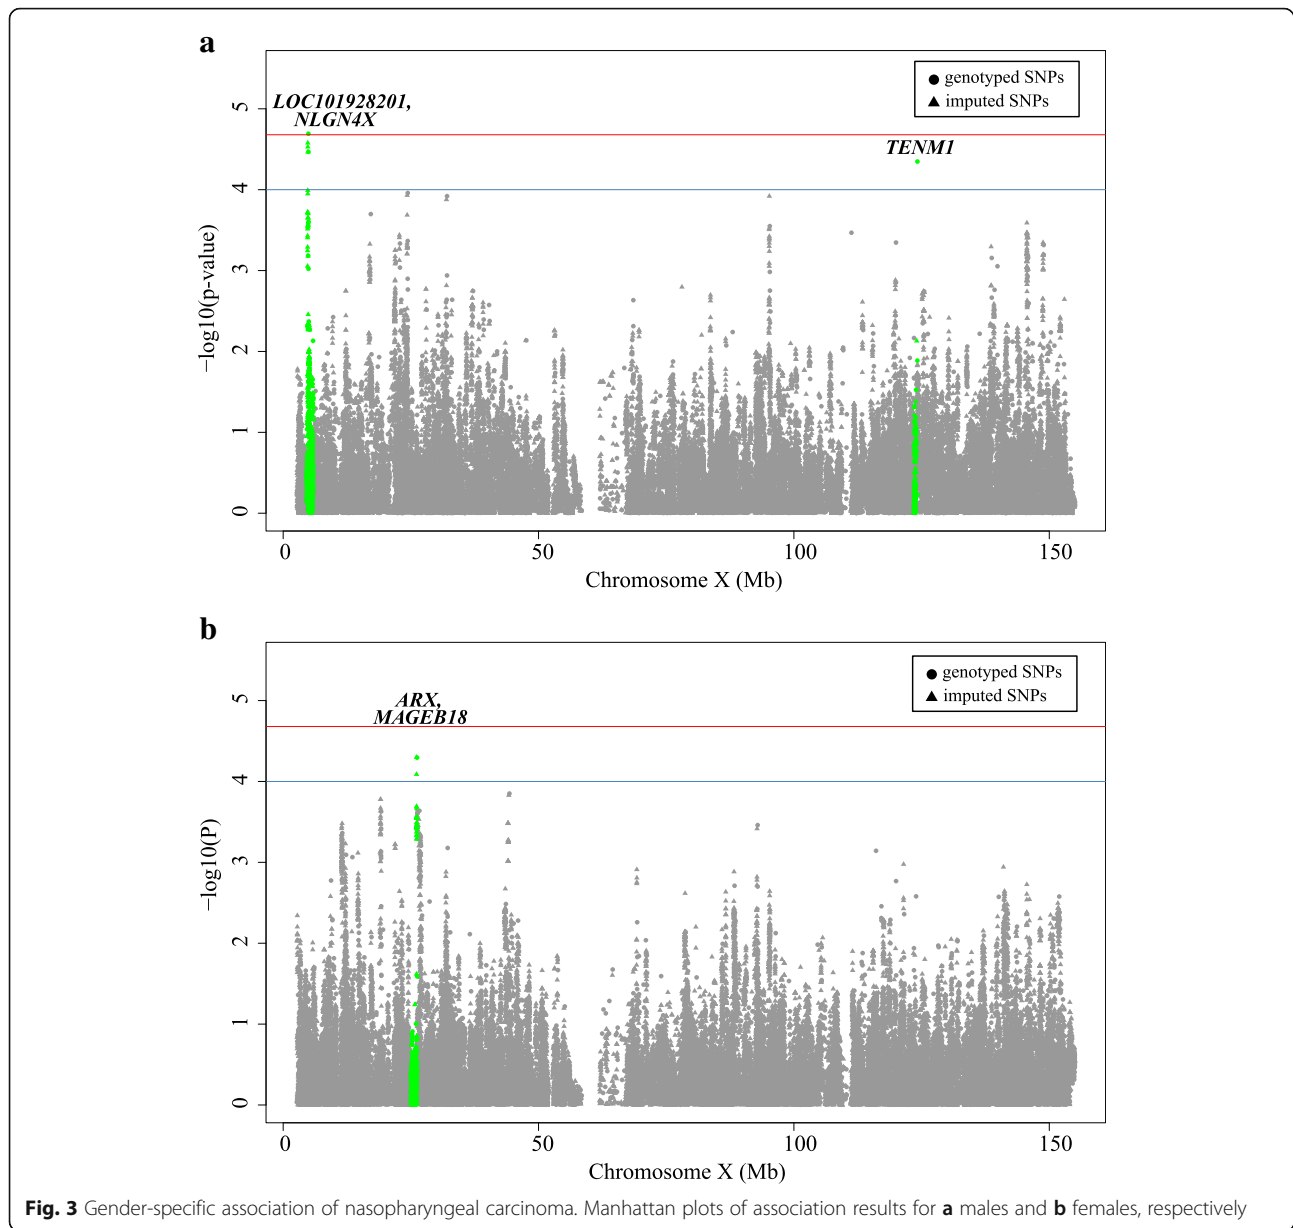 a
genotyped SNPs
imputed SNPs
LOC101928201,
NLGN4X
TENM1
−log10(p-value)
5
4
3
2
1
0
0 50 100 150
Chromosome X (Mb)
b
genotyped SNPs
imputed SNPs
ARX,
MAGEB18
−log10(P)
5
4
3
2
1
0
0 50 100 150
Chromosome X (Mb)
Fig. 3 Gender-specific association of nasopharyngeal carcinoma. Manhattan plots of association results for a males and b females, respectively